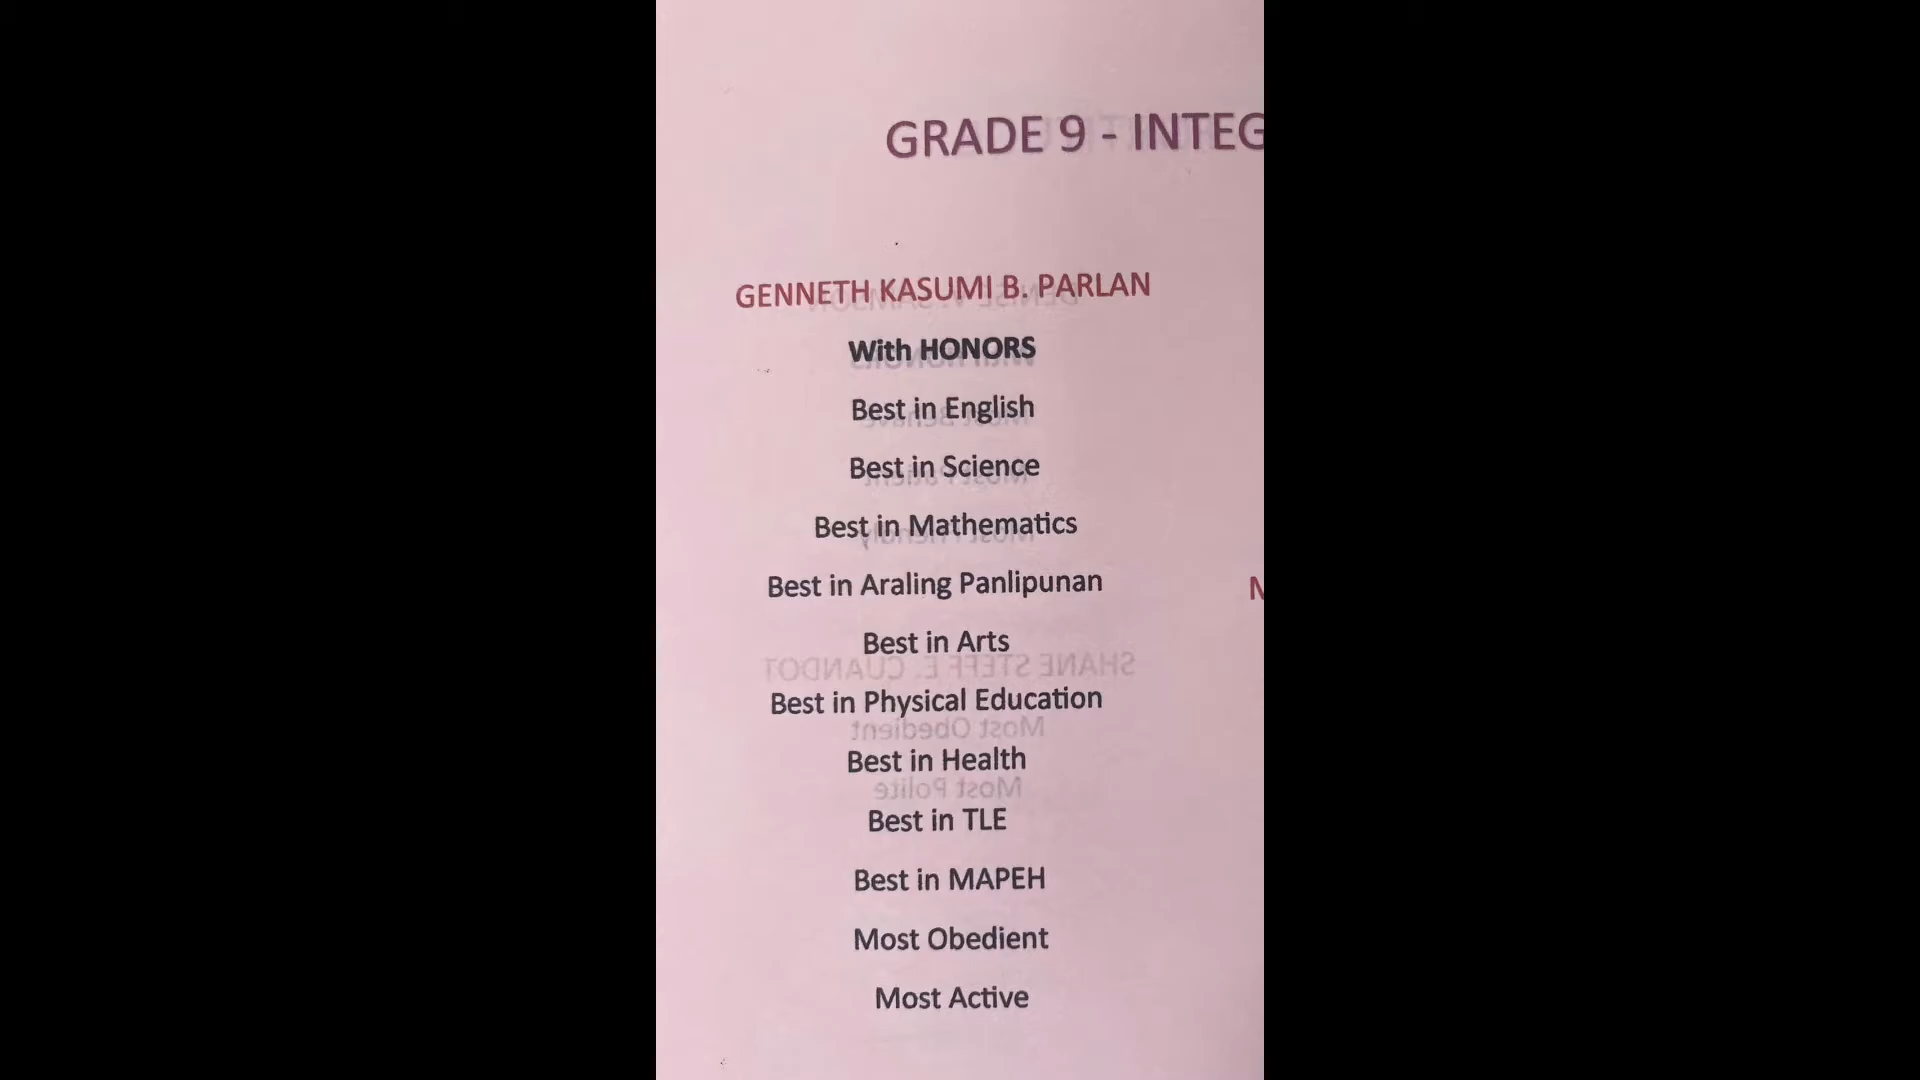 GRADE 9 - INTEG
GENNETH KASUMI B. PARLAN
With HONORS
Best in English
Best in Science
Best in Mathematics
Best in Araling Panlipunan
Best in Arts
Best in Physical Education
Best in Health
Best in TLE
Best in MAPEH
Most Obedient
Most Active